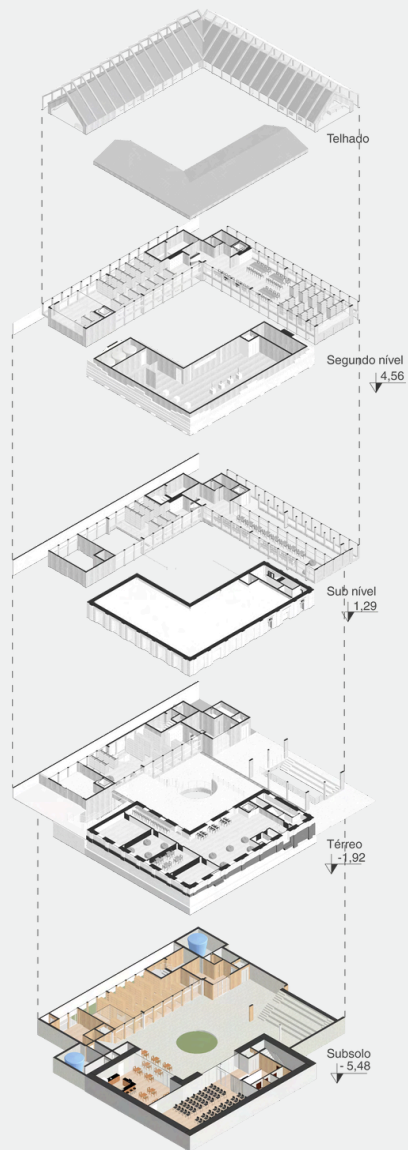 Telhado
Segundo nível
4,56
Sub nível
1,29
Térreo
-1,92
Subsolo
- 5,48